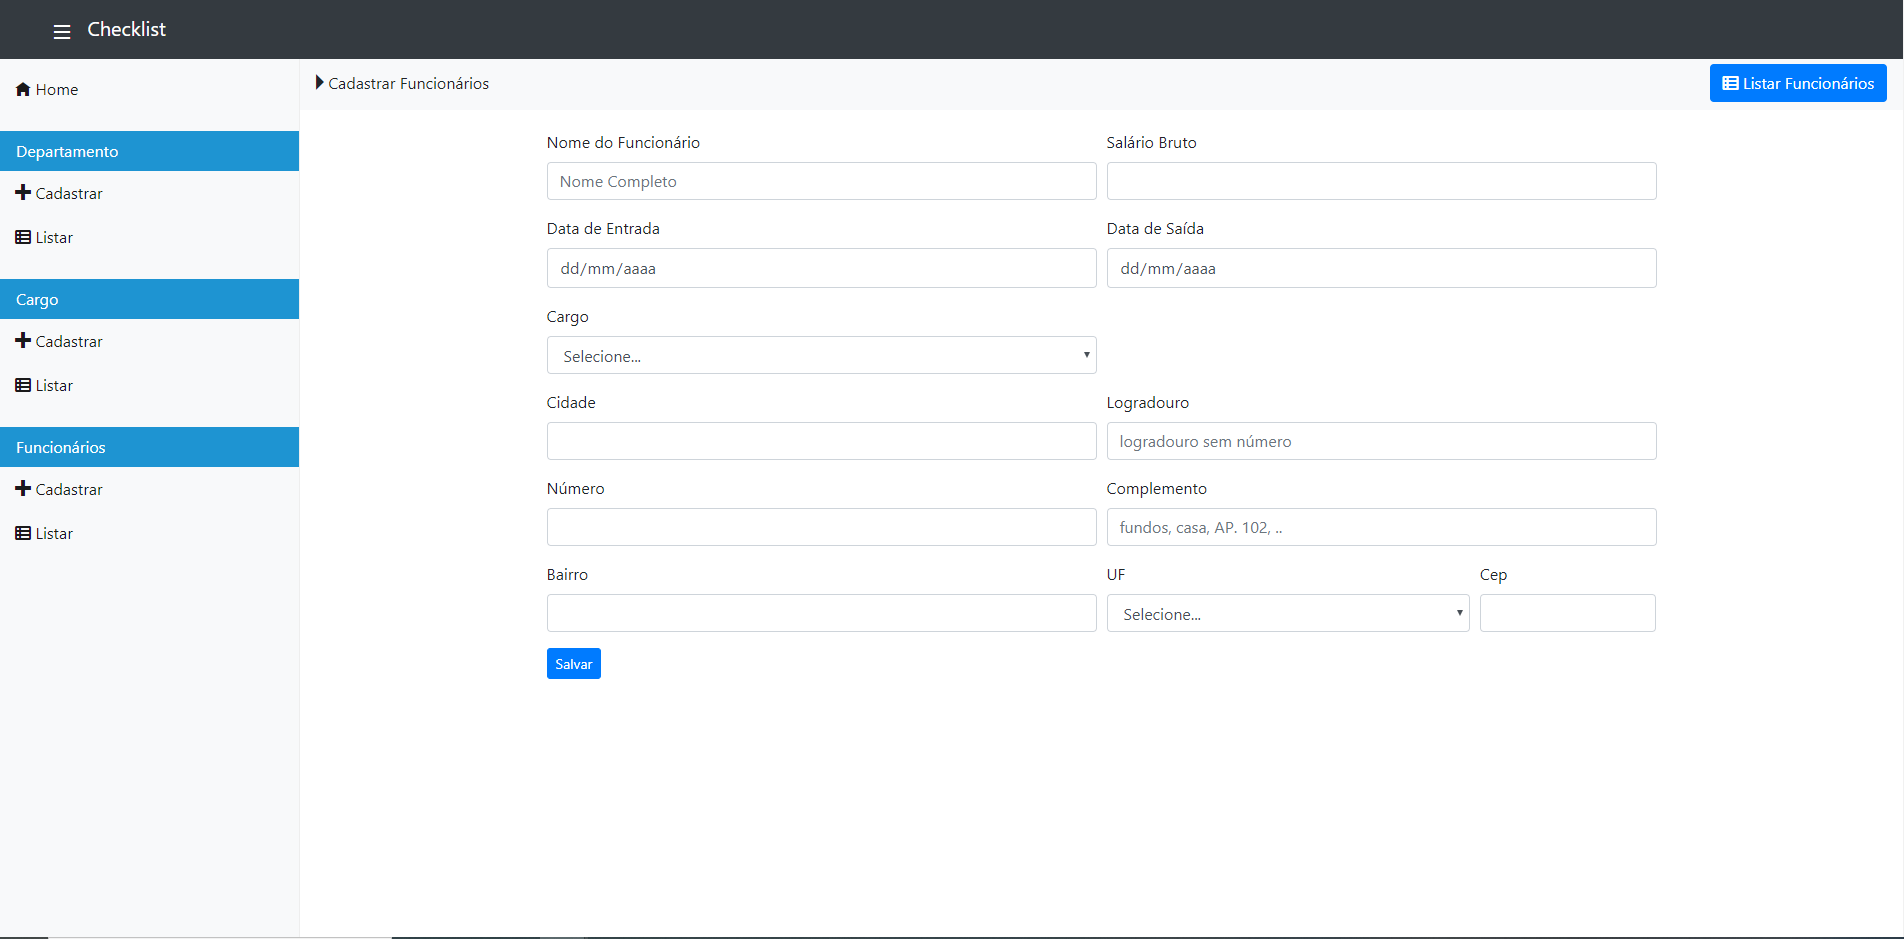 Checklist
Home
Departamento
Cadastrar
Listar
Cargo
Cadastrar
Listar
Funcionários
Cadastrar
Listar
Cadastrar Funcionários
Listar Funcionários
Nome do Funcionário
Salário Bruto
Nome Completo
Data de Entrada
Data de Saída
dd/mm/aaaa
dd/mm/aaaa
Cargo
Selecione...
Cidade
Logradouro
logradouro sem número
Número
Complemento
fundos, casa, AP. 102, ..
Bairro
UF
Cep
Selecione...
Salvar